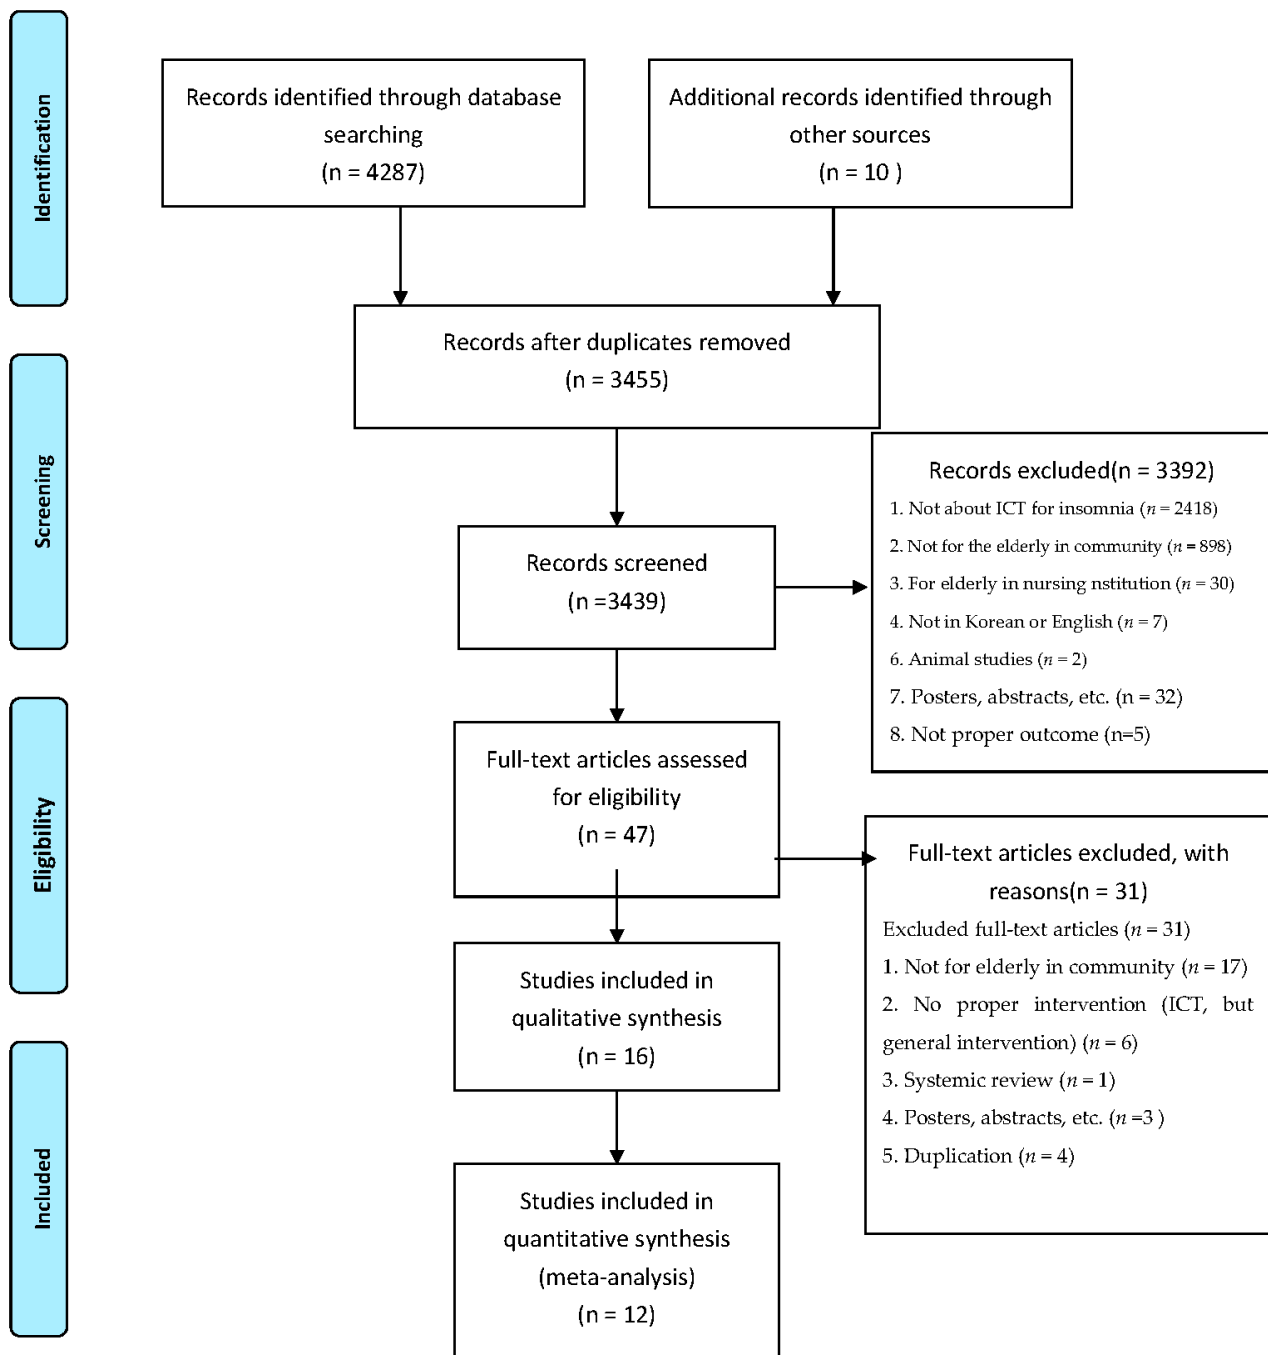 Identification
Records identified through database
searching
(n = 4287)
Additional records identified through
other sources
(n = 10 )
Records after duplicates removed
(n = 3455)
Screening
Records screened
(n =3439)
Records excluded(n = 3392)
1. Not about ICT for insomnia (n = 2418)
2. Not for the elderly in community (n = 898)
3. For elderly in nursing nstitution (n = 30)
4. Not in Korean or English (n = 7)
6. Animal studies (n = 2)
7. Posters, abstracts, etc. (n = 32)
8. Not proper outcome (n=5)
Eligibility
Full-text articles assessed
for eligibility
(n = 47)
Full-text articles excluded, with
reasons(n = 31)
Excluded full-text articles (n = 31)
1. Not for elderly in community (n = 17)
2. No proper intervention (ICT, but
general intervention) (n = 6)
3. Systemic review (n = 1)
4. Posters, abstracts, etc. (n =3 )
5. Duplication (n = 4)
Studies included in
qualitative synthesis
(n = 16)
Included
Studies included in
quantitative synthesis
(meta-analysis)
(n = 12)